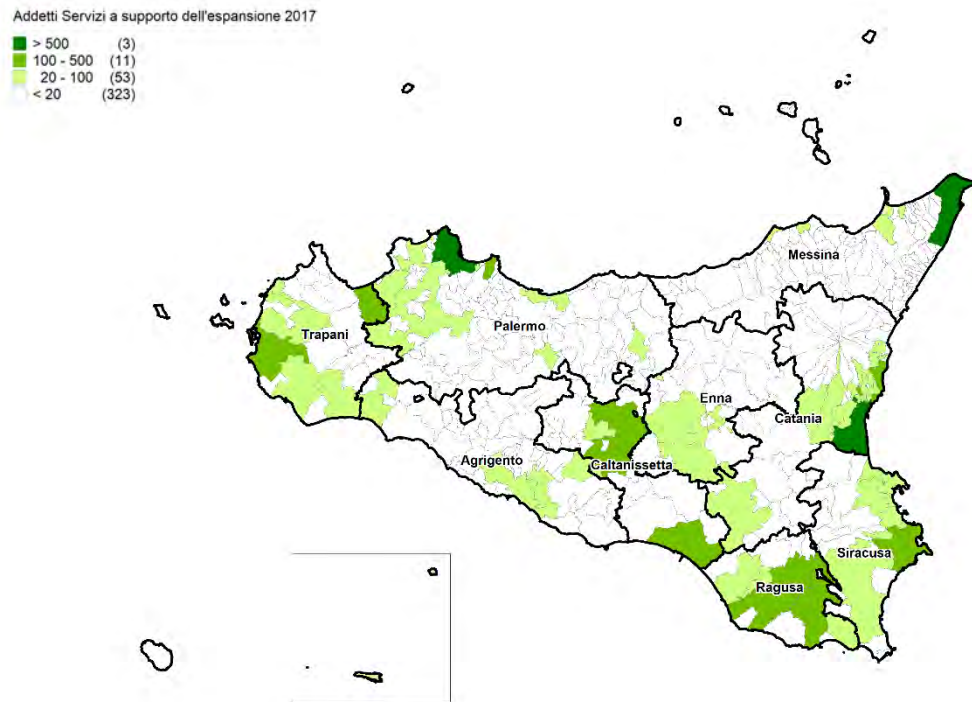 Addetti Servizi a supporto dell'espansione 2017
> 500 (3)
100 - 500 (11)
20 - 100 (53)
< 20 (323)
Messina
Palermo
Trapani
Enna
Catania
Agrigento
Caltanissetta
Siracusa
Ragusa